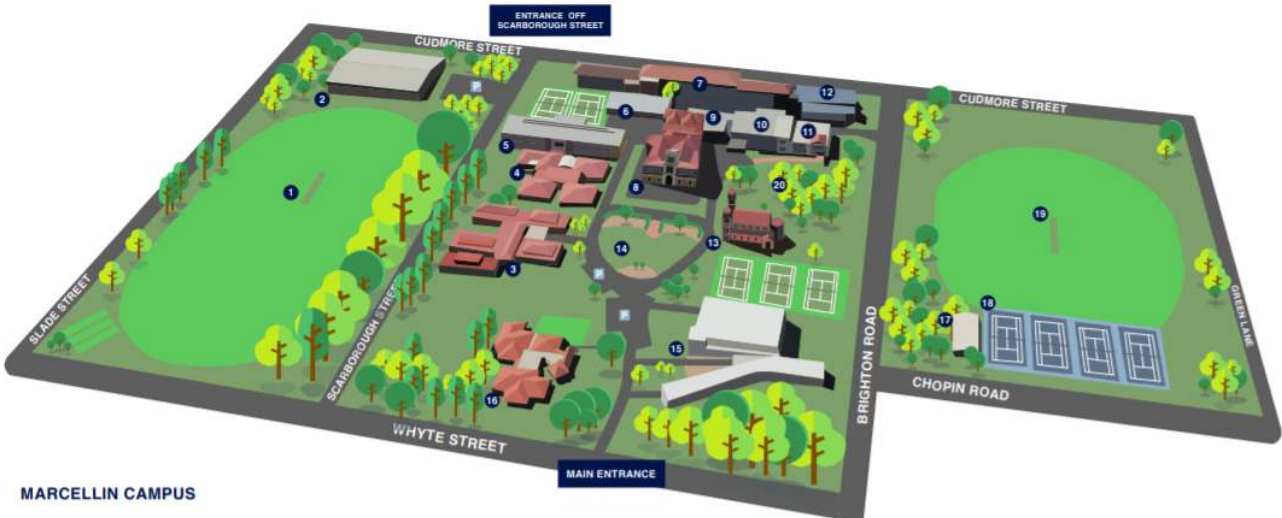 ENTRANCE OFF
SCARBOROUGH STREET
CUDMORE STREET
P
7
12
2
6
9
10
11
CUDMORE STREET
5
4
8
20
1
19
13
14
3
P
P
SLADE STREET
SCARBOROUGH STREET
GREEN LANE
18
17
15
BRIGHTON ROAD
CHOPIN ROAD
16
WHYTE STREET
MAIN ENTRANCE
MARCELLIN CAMPUS